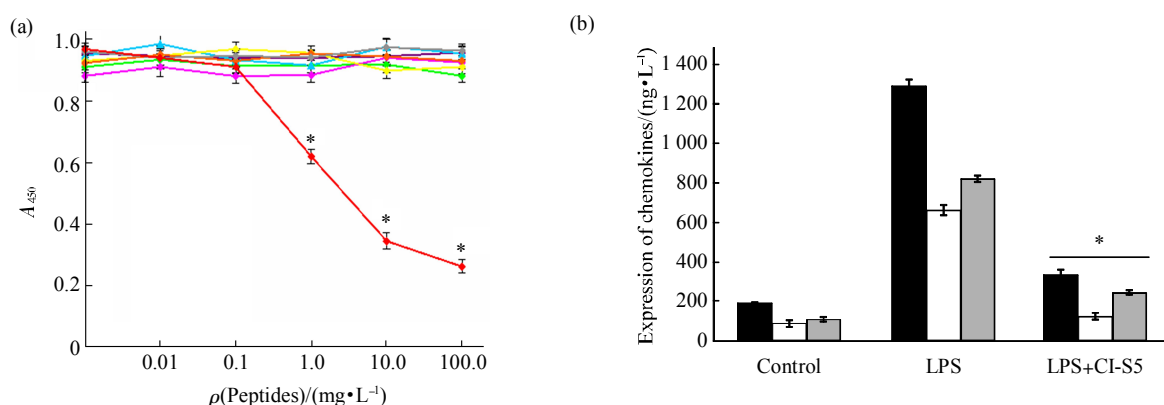 (a)
1.0
0.8
0.6
0.4
0.2
0
A450
* * *
0.01 0.1 1.0 10.0 100.0
ρ(Peptides)/(mg•L⁻¹)
(b)
Expression of chemokines/(ng•L⁻¹)
1 400
1 200
1 000
800
600
400
200
0
*
Control LPS LPS+CI-S5